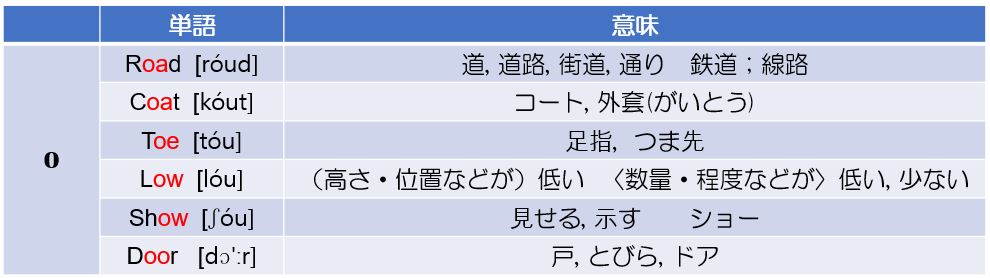 単語 意味
o
Road [róud] 道, 道路, 街道, 通り　鉄道；線路
Coat [kóut] コート, 外套(がいとう)
Toe [tóu] 足指,  つま先
Low [lóu] （高さ・位置などが）低い 〈数量・程度などが〉低い, 少ない
Show [ʃóu] 見せる, 示す　　ショー
Door [dɔ':r] 戸, とびら, ドア